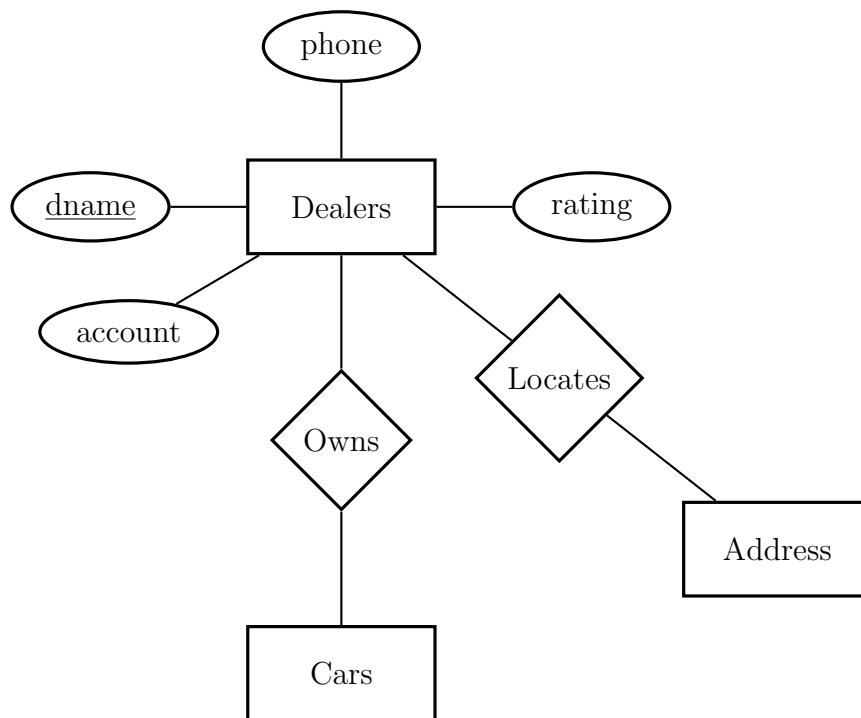 phone
dname
Dealers
rating
account
Locates
Owns
Address
Cars